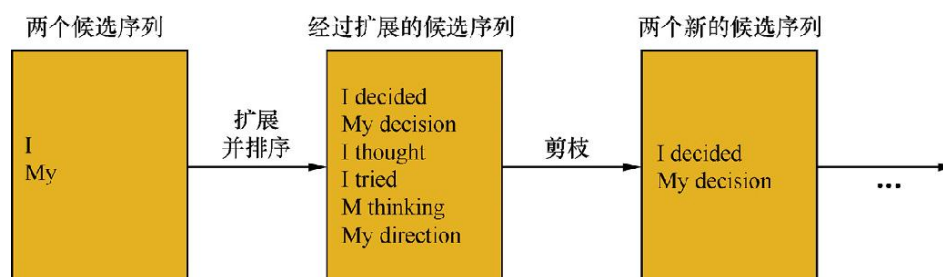 两个候选序列
经过扩展的候选序列
两个新的候选序列
I
My
扩展
并排序
I decided
My decision
I thought
I tried
M thinking
My direction
剪枝
I decided
My decision
...